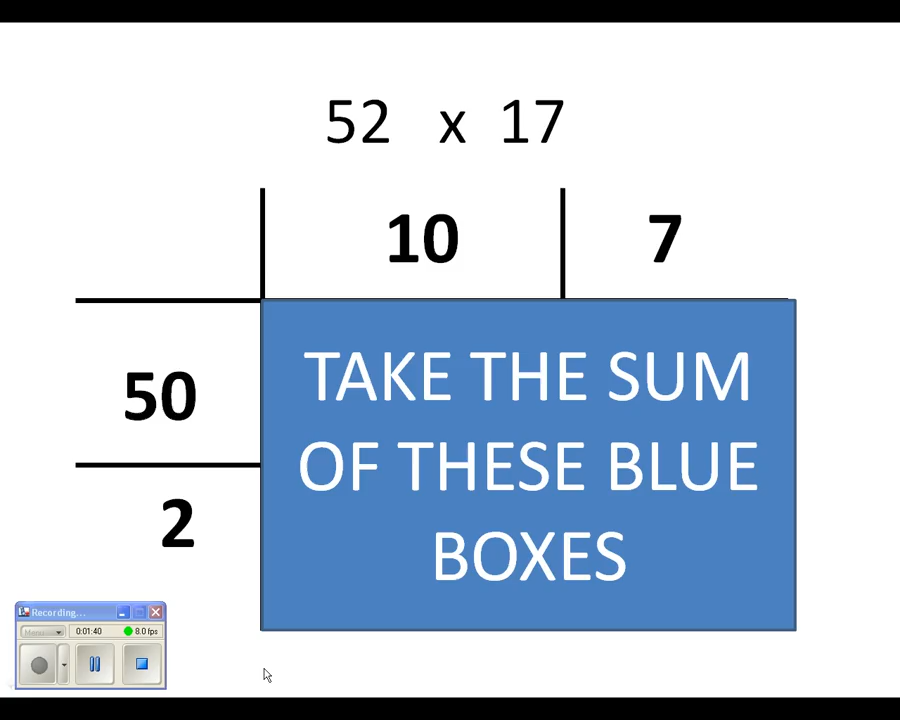 52 x 17
10 7
50
TAKE THE SUM
OF THESE BLUE
BOXES
2
Recording...
Menu
0:01:40 8.0 fps